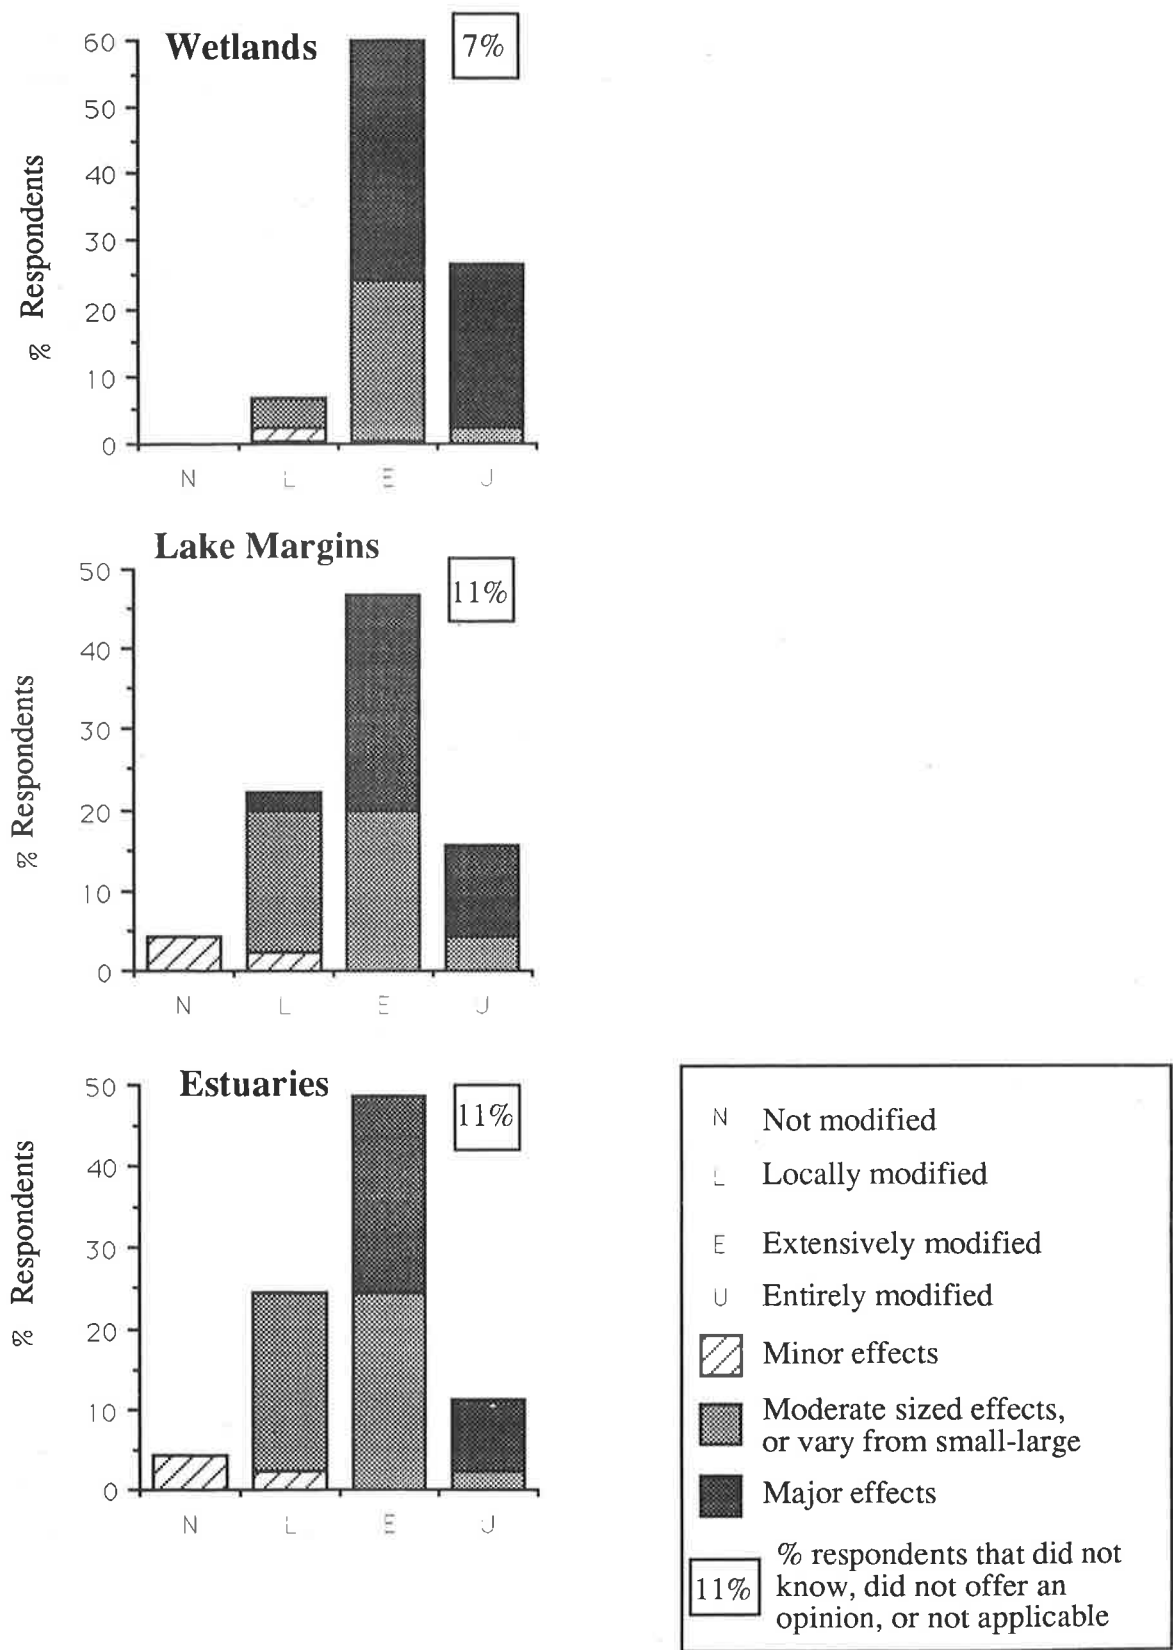 Wetlands
7%
60
50
40
30
20
10
0
% Respondents
N L E U
Lake Margins
11%
50
40
30
20
10
0
% Respondents
N L E U
Estuaries
11%
50
40
30
20
10
0
% Respondents
N L E U
N Not modified
L Locally modified
E Extensively modified
U Entirely modified
Minor effects
Moderate sized effects,
or vary from small-large
Major effects
% respondents that did not
11% know, did not offer an
opinion, or not applicable